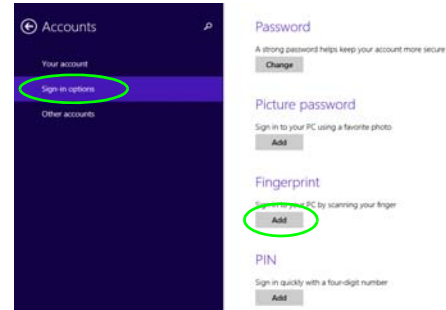 Accounts
Your account
Sign-in options
Other accounts
Password
A strong password helps keep your account more secure
Change
Picture password
Sign in to your PC using a favorite photo
Add
Fingerprint
Sign in to your PC by scanning your finger
Add
PIN
Sign in quickly with a four-digit number
Add